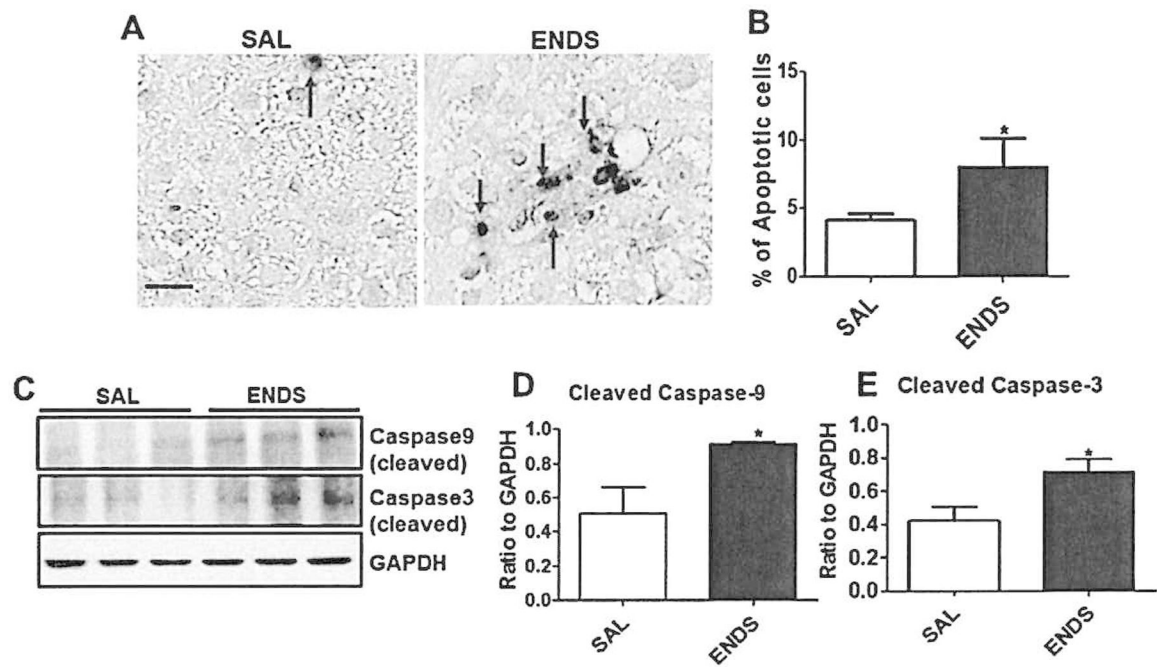 A
SAL
ENDS
B
% of Apoptotic cells
15
10
5
0
*
SAL
ENDS
C
SAL
ENDS
Caspase9
(cleaved)
Caspase3
(cleaved)
GAPDH
D
Cleaved Caspase-9
Ratio to GAPDH
1.0
0.8
0.6
0.4
0.2
0.0
*
SAL
ENDS
E
Cleaved Caspase-3
Ratio to GAPDH
1.0
0.8
0.6
0.4
0.2
0.0
*
SAL
ENDS